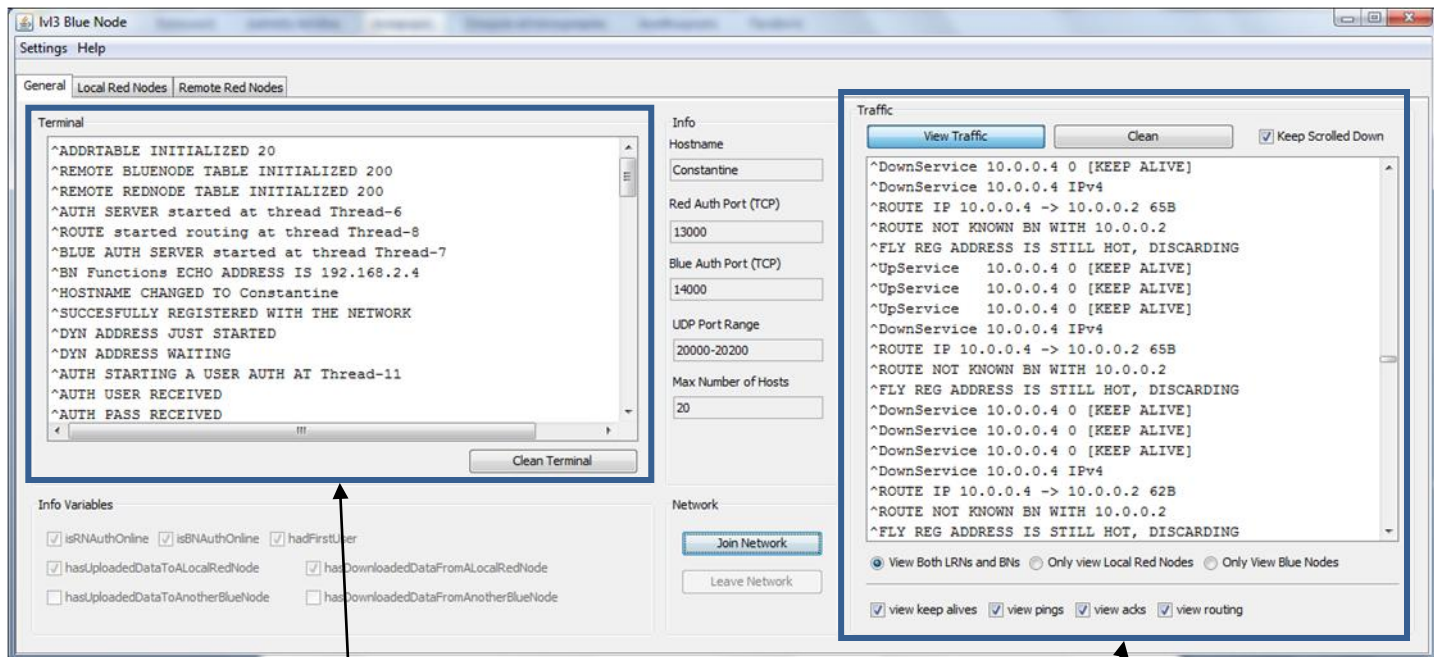 lvl3 Blue Node
Settings Help
General Local Red Nodes Remote Red Nodes
Terminal
^ADDRTABLE INITIALIZED 20
^REMOTE BLUENODE TABLE INITIALIZED 200
^REMOTE REDNODE TABLE INITIALIZED 200
^AUTH SERVER started at thread Thread-6
^ROUTE started routing at thread Thread-8
^BLUE AUTH SERVER started at thread Thread-7
^BN Functions ECHO ADDRESS IS 192.168.2.4
^HOSTNAME CHANGED TO Constantine
^SUCCESFULLY REGISTERED WITH THE NETWORK
^DYN ADDRESS JUST STARTED
^DYN ADDRESS WAITING
^AUTH STARTING A USER AUTH AT Thread-11
^AUTH USER RECEIVED
^AUTH PASS RECEIVED
Clean Terminal
Info
Hostname
Constantine
Red Auth Port (TCP)
13000
Blue Auth Port (TCP)
14000
UDP Port Range
20000-20200
Max Number of Hosts
20
Traffic
View Traffic Clean Keep Scrolled Down
^DownService 10.0.0.4 0 [KEEP ALIVE]
^DownService 10.0.0.4 IPv4
^ROUTE IP 10.0.0.4 -> 10.0.0.2 65B
^ROUTE NOT KNOWN BN WITH 10.0.0.2
^FLY REG ADDRESS IS STILL HOT, DISCARDING
^UpService 10.0.0.4 0 [KEEP ALIVE]
^UpService 10.0.0.4 0 [KEEP ALIVE]
^UpService 10.0.0.4 0 [KEEP ALIVE]
^DownService 10.0.0.4 IPv4
^ROUTE IP 10.0.0.4 -> 10.0.0.2 65B
^ROUTE NOT KNOWN BN WITH 10.0.0.2
^FLY REG ADDRESS IS STILL HOT, DISCARDING
^DownService 10.0.0.4 0 [KEEP ALIVE]
^DownService 10.0.0.4 0 [KEEP ALIVE]
^DownService 10.0.0.4 0 [KEEP ALIVE]
^DownService 10.0.0.4 IPv4
^ROUTE IP 10.0.0.4 -> 10.0.0.2 62B
^ROUTE NOT KNOWN BN WITH 10.0.0.2
^FLY REG ADDRESS IS STILL HOT, DISCARDING
View Both LRNs and BNs Only view Local Red Nodes Only View Blue Nodes
view keep alives view pings view acks view routing
Info Variables
isRNAuthOnline isBNAuthOnline hadFirstUser
hasUploadedDataToALocalRedNode hasDownloadedDataFromALocalRedNode
hasUploadedDataToAnotherBlueNode hasDownloadedDataFromAnotherBlueNode
Network
Join Network
Leave Network